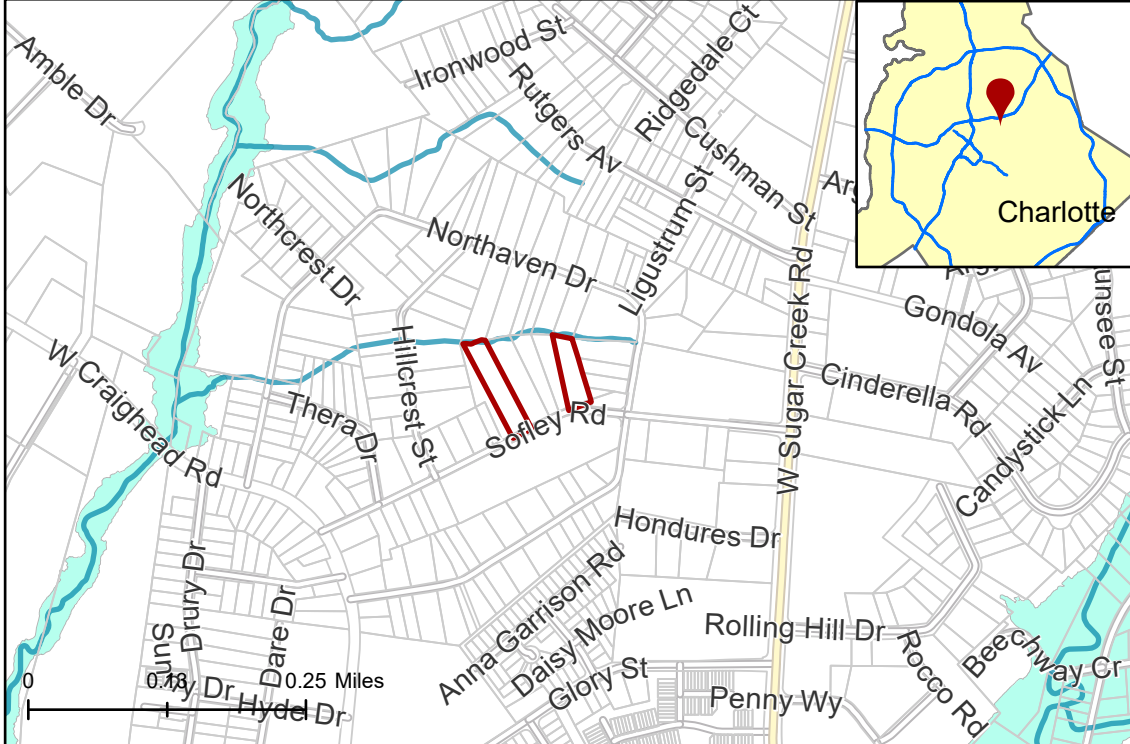 Amble Dr
Ironwood St
Rutgers Av
Ridgedale Ct
Cushman St
Charlotte
Northcrest Dr
Northaven Dr
Ligustrum St
W Sugar Creek Rd
Gondola Av
W Craighead Rd
Hillcrest St
Thera Dr
Sofley Rd
Cinderella Rd
Candystick Ln
Hondures Dr
Drury Dr
Dare Dr
Anna Garrison Rd
Daisy Moore Ln
Rolling Hill Dr
Rocco Rd
Beechway Cr
Glory St
Penny Wy
Sunny Dr
Hyde Dr
0 0.13 0.25 Miles